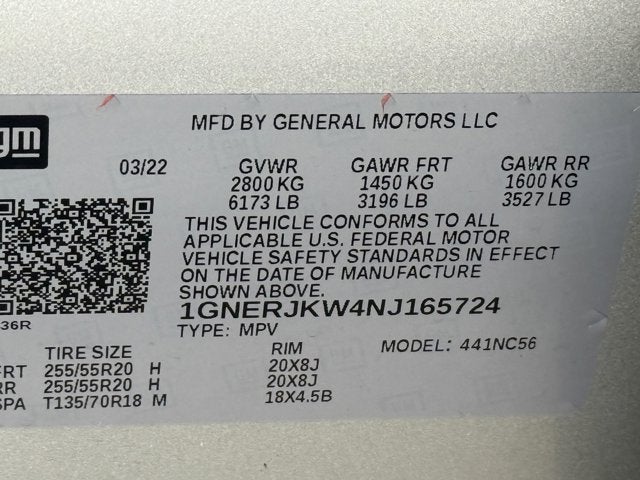 gm
MFD BY GENERAL MOTORS LLC
03/22 GVWR GAWR FRT GAWR RR
2800 KG 1450 KG 1600 KG
6173 LB 3196 LB 3527 LB
THIS VEHICLE CONFORMS TO ALL
APPLICABLE U.S. FEDERAL MOTOR
VEHICLE SAFETY STANDARDS IN EFFECT
ON THE DATE OF MANUFACTURE
SHOWN ABOVE.
1GNERJKW4NJ165724
36R
TYPE: MPV
TIRE SIZE RIM MODEL: 441NC56
FRT 255/55R20 H 20X8J
RR 255/55R20 H 20X8J
SPA T135/70R18 M 18X4.5B